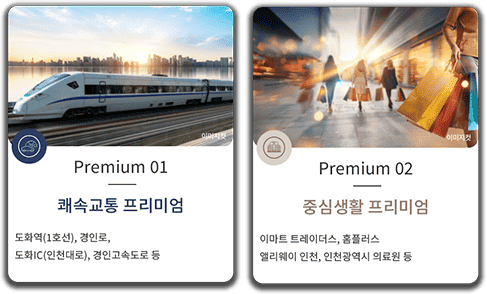 이미지컷
Premium 01
쾌속교통 프리미엄
도화역(1호선), 경인로,
도화IC(인천대로), 경인고속도로 등
이미지컷
Premium 02
중심생활 프리미엄
이마트 트레이더스, 홈플러스
앨리웨이 인천, 인천광역시 의료원 등